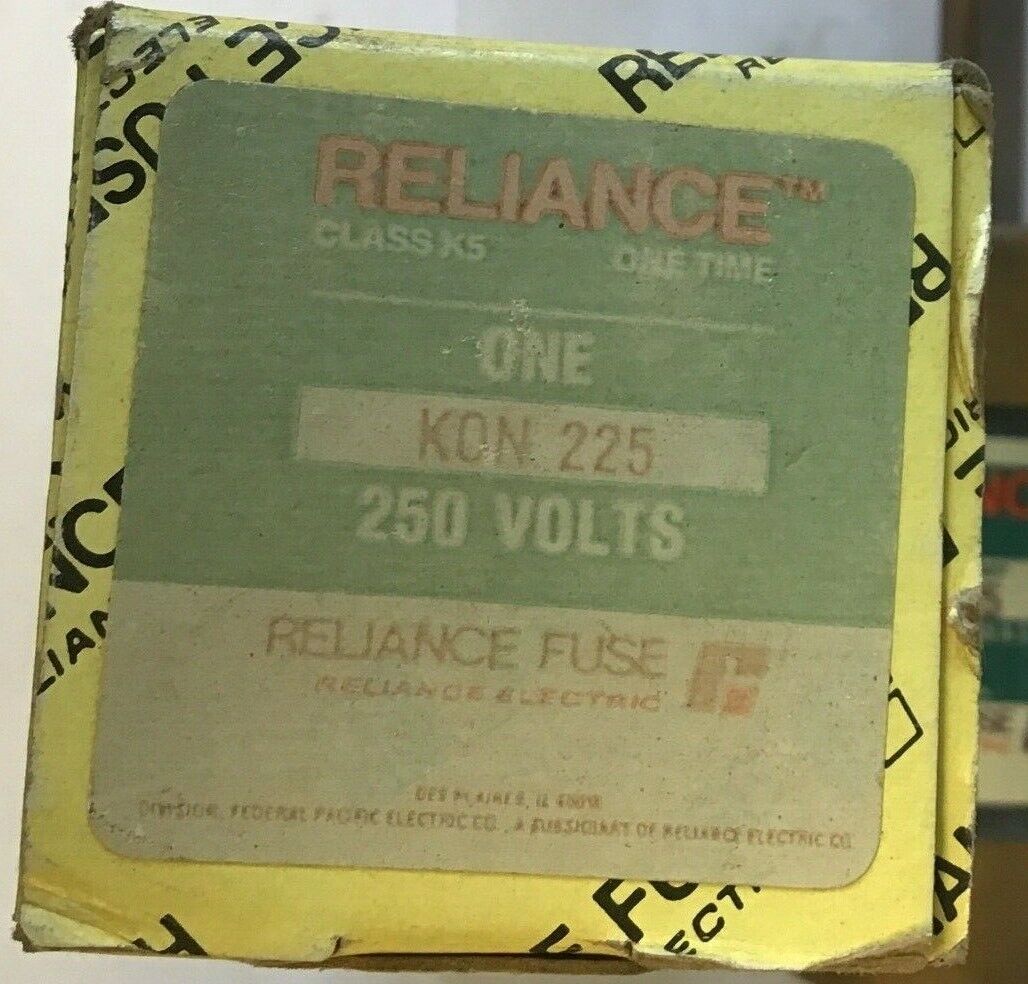 RELIANCE™
CLASS K5 ONE TIME
ONE
KON 225
250 VOLTS
RELIANCE FUSE
RELIANCE ELECTRIC
DES PLAINES, IL
DIVISION, FEDERAL PACIFIC ELECTRIC CO., A SUBSIDIARY OF RELIANCE ELECTRIC CO.